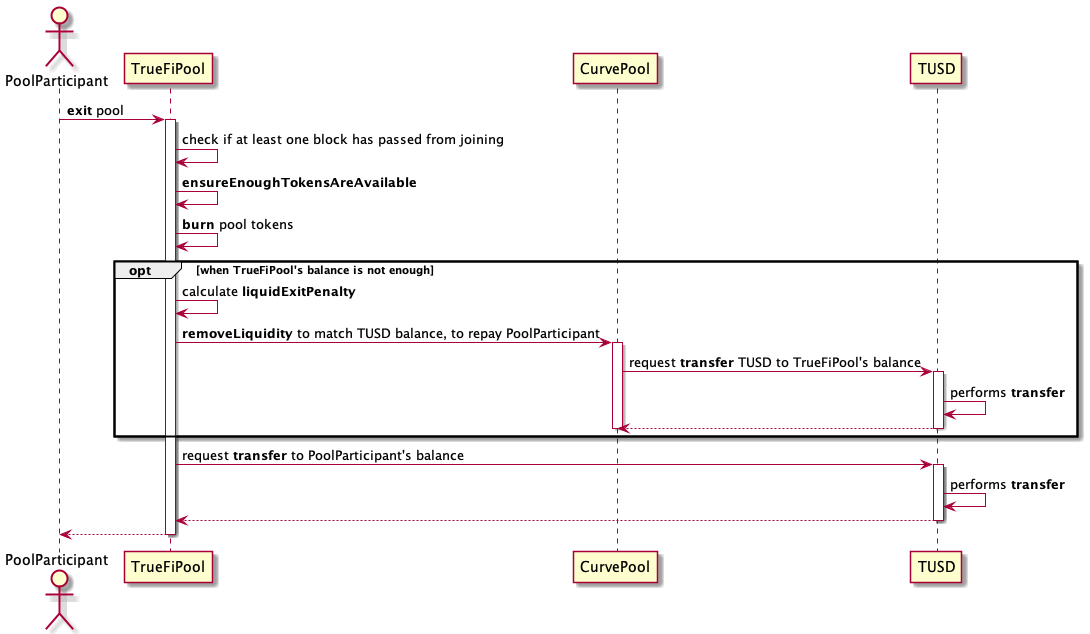 PoolParticipant
TrueFiPool
CurvePool
TUSD
exit pool
check if at least one block has passed from joining
ensureEnoughTokensAreAvailable
burn pool tokens
opt
[when TrueFiPool's balance is not enough]
calculate liquidExitPenalty
removeLiquidity to match TUSD balance, to repay PoolParticipant
request transfer TUSD to TrueFiPool's balance
performs transfer
request transfer to PoolParticipant's balance
performs transfer
PoolParticipant
TrueFiPool
CurvePool
TUSD